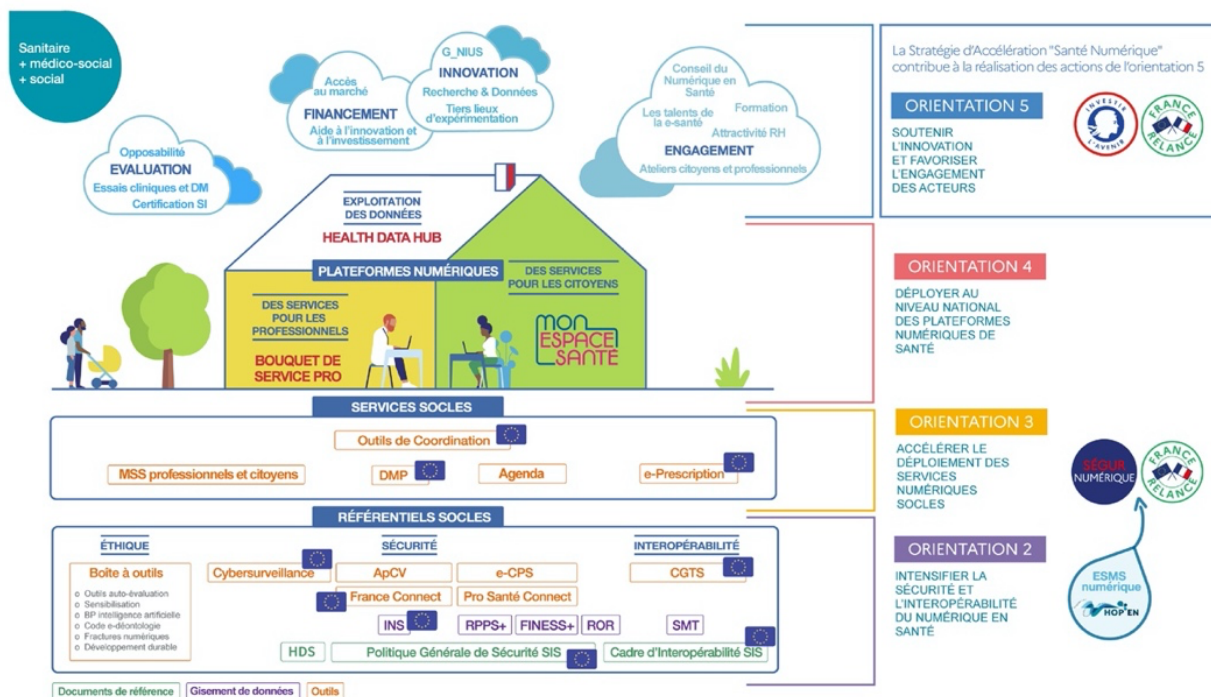 Sanitaire
+ médico-social
+ social
Opposabilité
EVALUATION
Essais cliniques et DM
Certification SI
Accès
au marché
FINANCEMENT
Aide à l'innovation et
à l'investissement
G_NIUS
INNOVATION
Recherche & Données
Tiers lieux
d'expérimentation
Conseil du
Numérique en
Santé
Les talents de
la e-santé
Formation
Attractivité RH
ENGAGEMENT
Ateliers citoyens et professionnels
La Stratégie d'Accélération "Santé Numérique"
contribue à la réalisation des actions de l'orientation 5
ORIENTATION 5
SOUTENIR
L'INNOVATION
ET FAVORISER
L'ENGAGEMENT
DES ACTEURS
INVESTIR
L'AVENIR
FRANCE
RELANCE
EXPLOITATION
DES DONNÉES
HEALTH DATA HUB
PLATEFORMES NUMÉRIQUES
DES SERVICES
POUR LES
PROFESSIONNELS
BOUQUET DE
SERVICE PRO
DES SERVICES
POUR LES CITOYENS
MON
ESPACE
SANTÉ
ORIENTATION 4
DÉPLOYER AU
NIVEAU NATIONAL
DES PLATEFORMES
NUMÉRIQUES DE
SANTÉ
SERVICES SOCLES
Outils de Coordination
MSS professionnels et citoyens
DMP
Agenda
e-Prescription
ORIENTATION 3
ACCÉLÉRER LE
DÉPLOIEMENT DES
SERVICES
NUMÉRIQUES
SOCLES
SÉGUR
NUMÉRIQUE
FRANCE
RELANCE
RÉFÉRENTIELS SOCLES
ÉTHIQUE
Boîte à outils
o Outils auto-évaluation
o Sensibilisation
o BP intelligence artificielle
o Code e-déontologie
o Fractures numériques
o Développement durable
SÉCURITÉ
Cybersurveillance
ApCV
e-CPS
France Connect
Pro Santé Connect
INS
RPPS+
FINESS+
ROR
HDS
Politique Générale de Sécurité SIS
INTEROPÉRABILITÉ
CGTS
SMT
Cadre d'Interopérabilité SIS
ORIENTATION 2
INTENSIFIER LA
SÉCURITÉ ET
L'INTEROPÉRABILITÉ
DU NUMÉRIQUE EN
SANTÉ
ESMS
numérique
HOP'EN
Documents de référence
Gisement de données
Outils